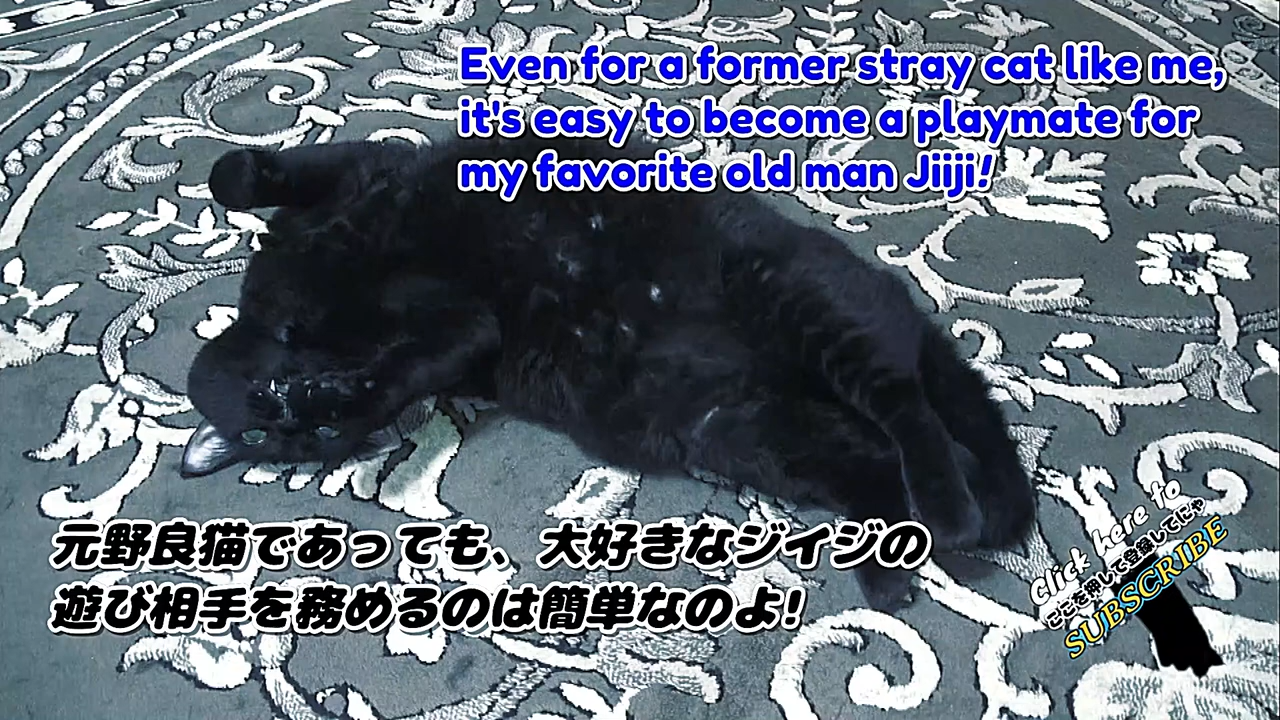 Even for a former stray cat like me,
it's easy to become a playmate for
my favorite old man Jiiji!
元野良猫であっても、大好きなジイジの
遊び相手を務めるのは簡単なのよ!
Click here to
ここを押して登録してにゃ
SUBSCRIBE